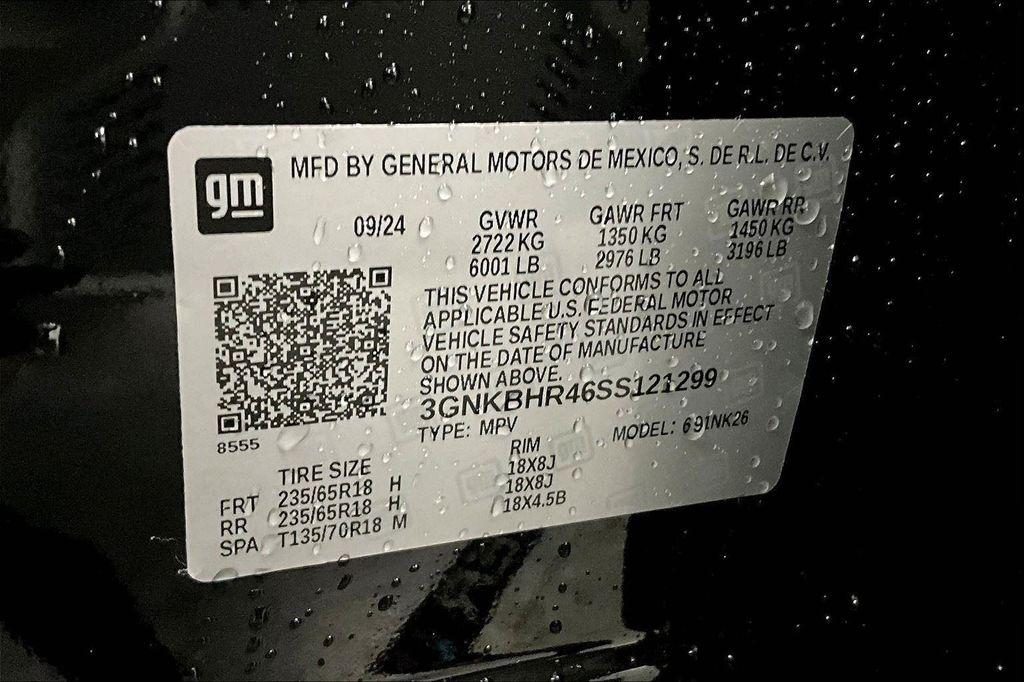 gm
MFD BY GENERAL MOTORS DE MEXICO, S. DE R.L. DE C.V.
09/24 GVWR GAWR FRT GAWR RR
2722 KG 1350 KG 1450 KG
6001 LB 2976 LB 3196 LB
THIS VEHICLE CONFORMS TO ALL
APPLICABLE U.S. FEDERAL MOTOR
VEHICLE SAFETY STANDARDS IN EFFECT
ON THE DATE OF MANUFACTURE
SHOWN ABOVE.
3GNKBHR46SS121299
TYPE: MPV MODEL: 691NK26
8555
TIRE SIZE RIM
FRT 235/65R18 H 18X8J
RR 235/65R18 H 18X8J
SPA T135/70R18 M 18X4.5B